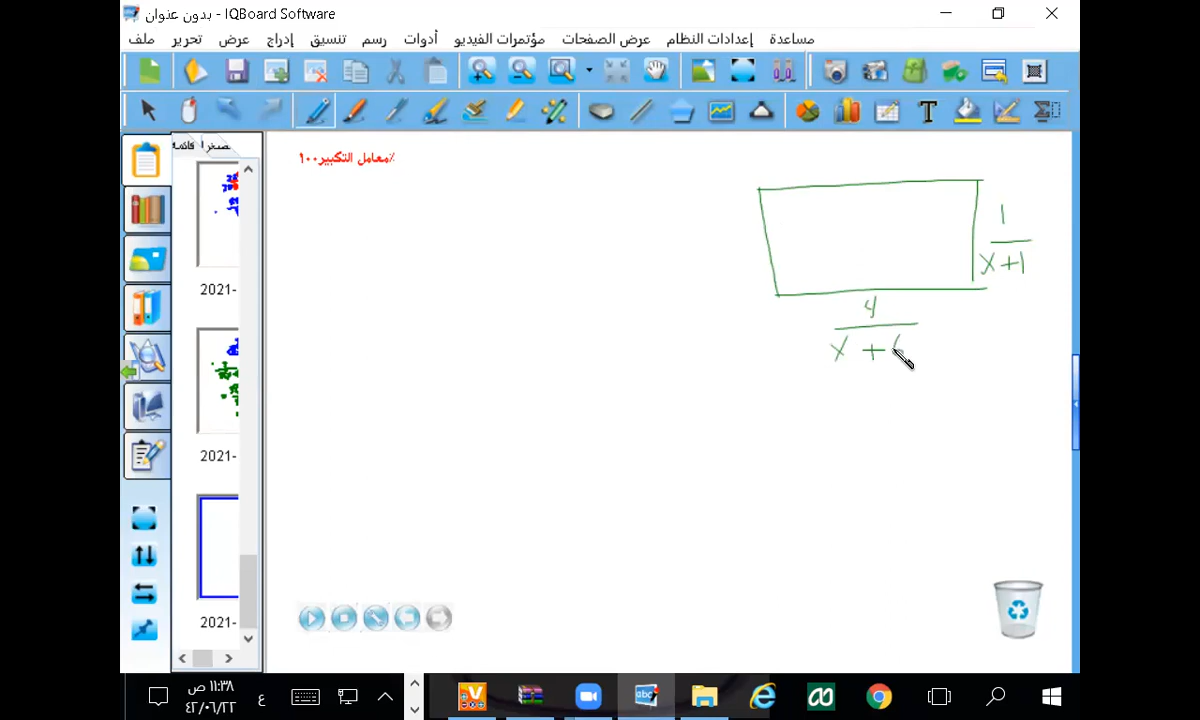 بدون عنوان - IQBoard Software
ملف تحرير عرض إدراج تنسيق رسم أدوات مؤتمرات الفيديو عرض الصفحات إعدادات النظام مساعدة
معامل التكبير١٠٠٪
1
x+1
4
x +
2021-
2021-
2021-
١١:٣٨ ص
٤٢/٠٦/٢٢
ع